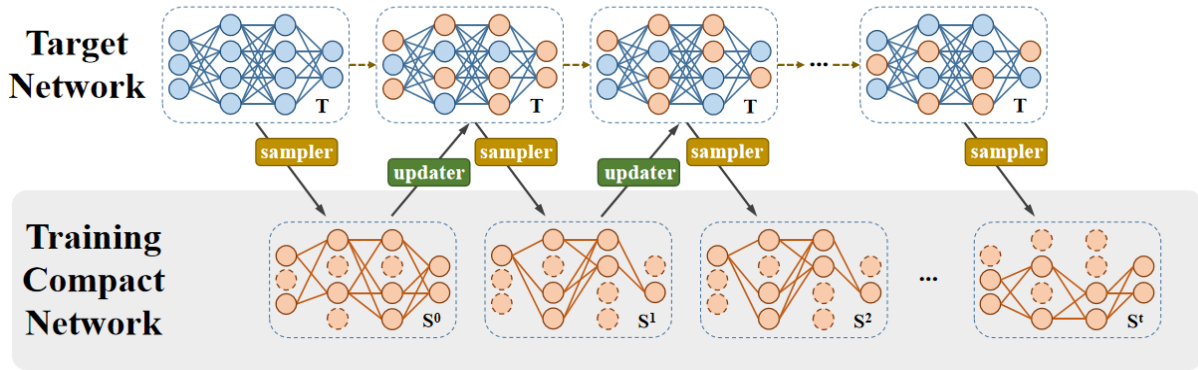 Target
Network
T
T
T
...
T
sampler
sampler
sampler
sampler
updater
updater
Training
Compact
Network
S⁰
S¹
S²
...
Sᵗ